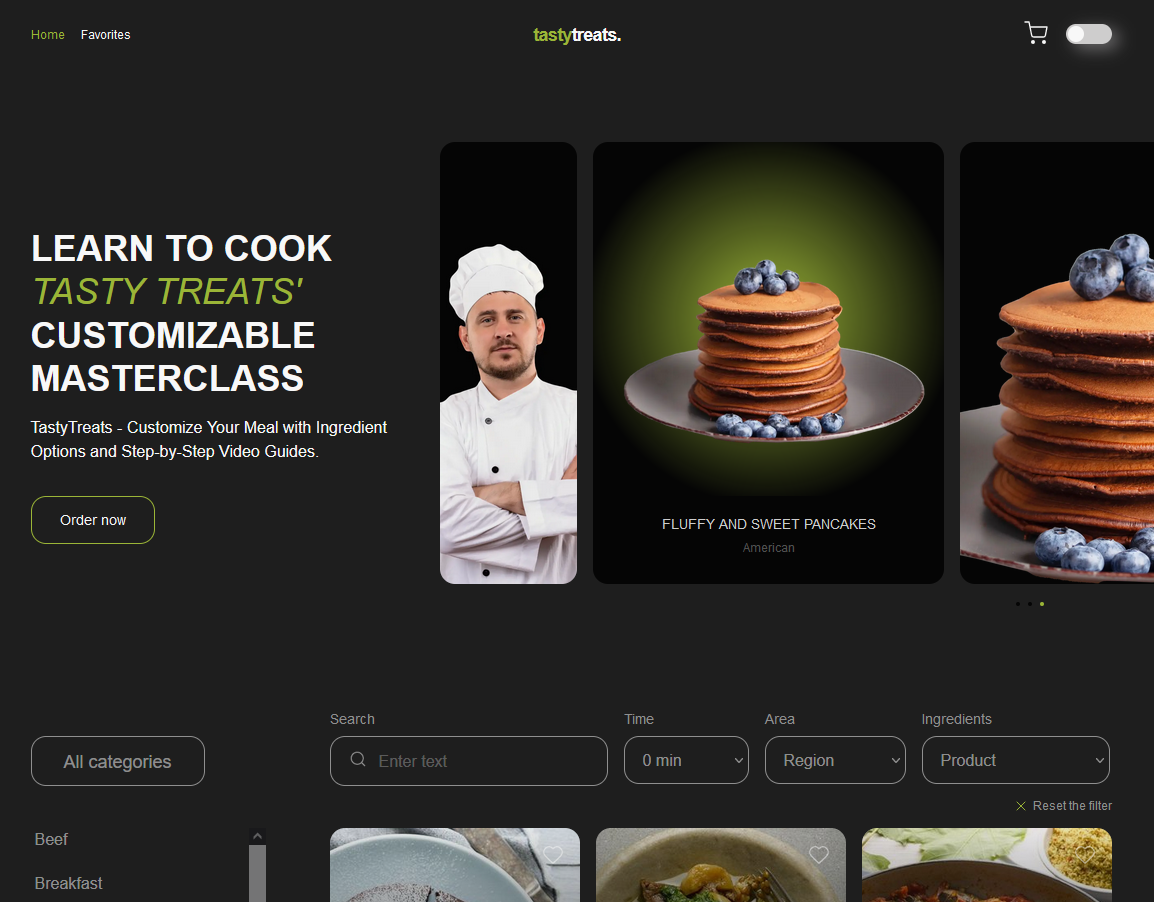 Home Favorites
tastytreats.
LEARN TO COOK
TASTY TREATS'
CUSTOMIZABLE
MASTERCLASS
TastyTreats - Customize Your Meal with Ingredient
Options and Step-by-Step Video Guides.
Order now
FLUFFY AND SWEET PANCAKES
American
All categories
Beef
Breakfast
Search
Enter text
Time
0 min
Area
Region
Ingredients
Product
Reset the filter